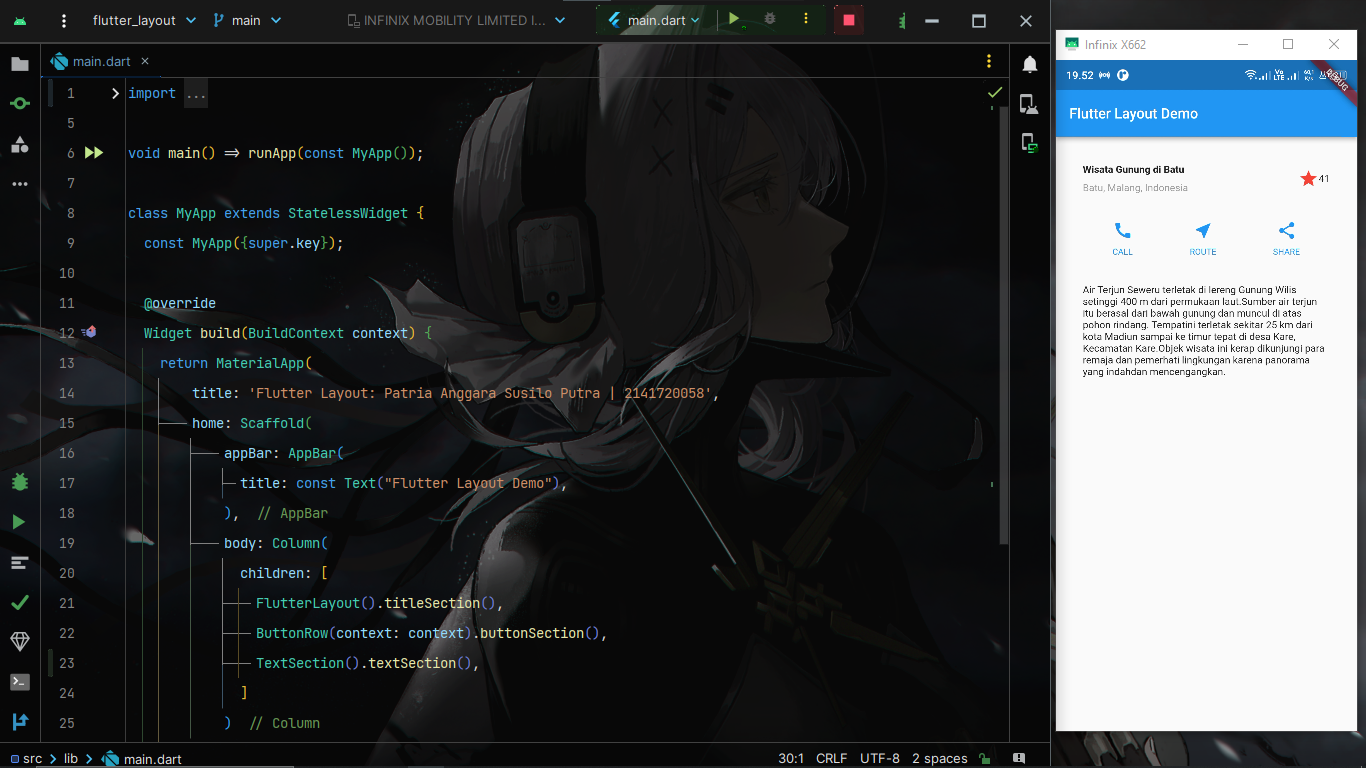 flutter_layout
main
INFINIX MOBILITY LIMITED I...
main.dart
main.dart
1 import ...
5
6 void main() => runApp(const MyApp());
7
8 class MyApp extends StatelessWidget {
9 const MyApp({super.key});
10
11 @override
12 Widget build(BuildContext context) {
13 return MaterialApp(
14 title: 'Flutter Layout: Patria Anggara Susilo Putra | 2141720058',
15 home: Scaffold(
16 appBar: AppBar(
17 title: const Text("Flutter Layout Demo"),
18 ), // AppBar
19 body: Column(
20 children: [
21 FlutterLayout().titleSection(),
22 ButtonRow(context: context).buttonSection(),
23 TextSection().textSection(),
24 ]
25 ) // Column
src
lib
main.dart
30:1
CRLF
UTF-8
2 spaces
Infinix X662
19.52
DEBUG
Flutter Layout Demo
Wisata Gunung di Batu
Batu, Malang, Indonesia
41
CALL
ROUTE
SHARE
Air Terjun Seweru terletak di lereng Gunung Wilis
setinggi 400 m dari permukaan laut.Sumber air terjun
itu berasal dari bawah gunung dan muncul di atas
pohon rindang. Tempatini terletak sekitar 25 km dari
kota Madiun sampai ke timur tepat di desa Kare,
Kecamatan Kare.Objek wisata ini kerap dikunjungi para
remaja dan pemerhati lingkungan karena panorama
yang indahdan mencengangkan.